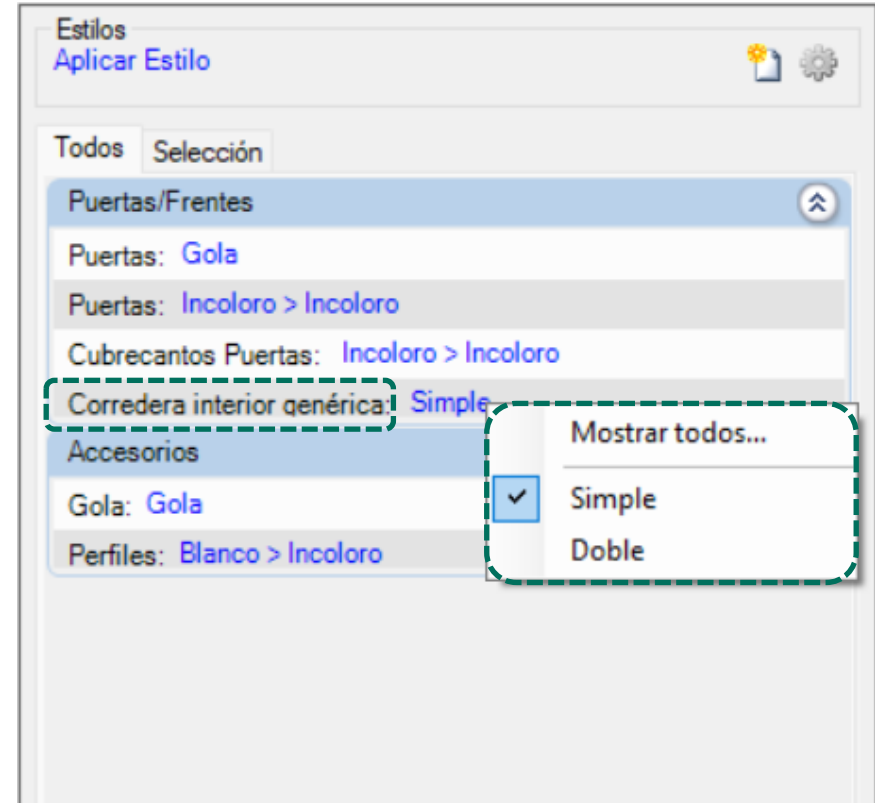 Estilos
Aplicar Estilo
Todos Selección
Puertas/Frentes
Puertas: Gola
Puertas: Incoloro > Incoloro
Cubrecantos Puertas: Incoloro > Incoloro
Corredera interior genérica: Simple
Mostrar todos...
Simple
Doble
Accesorios
Gola: Gola
Perfiles: Blanco > Incoloro